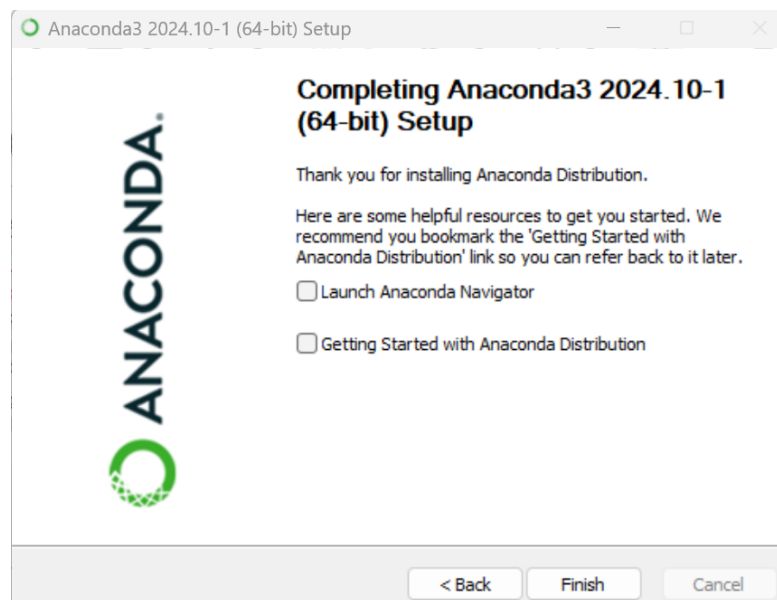 Anaconda3 2024.10-1 (64-bit) Setup
ANACONDA.
Completing Anaconda3 2024.10-1
(64-bit) Setup
Thank you for installing Anaconda Distribution.
Here are some helpful resources to get you started. We
recommend you bookmark the 'Getting Started with
Anaconda Distribution' link so you can refer back to it later.
Launch Anaconda Navigator
Getting Started with Anaconda Distribution
< Back
Finish
Cancel